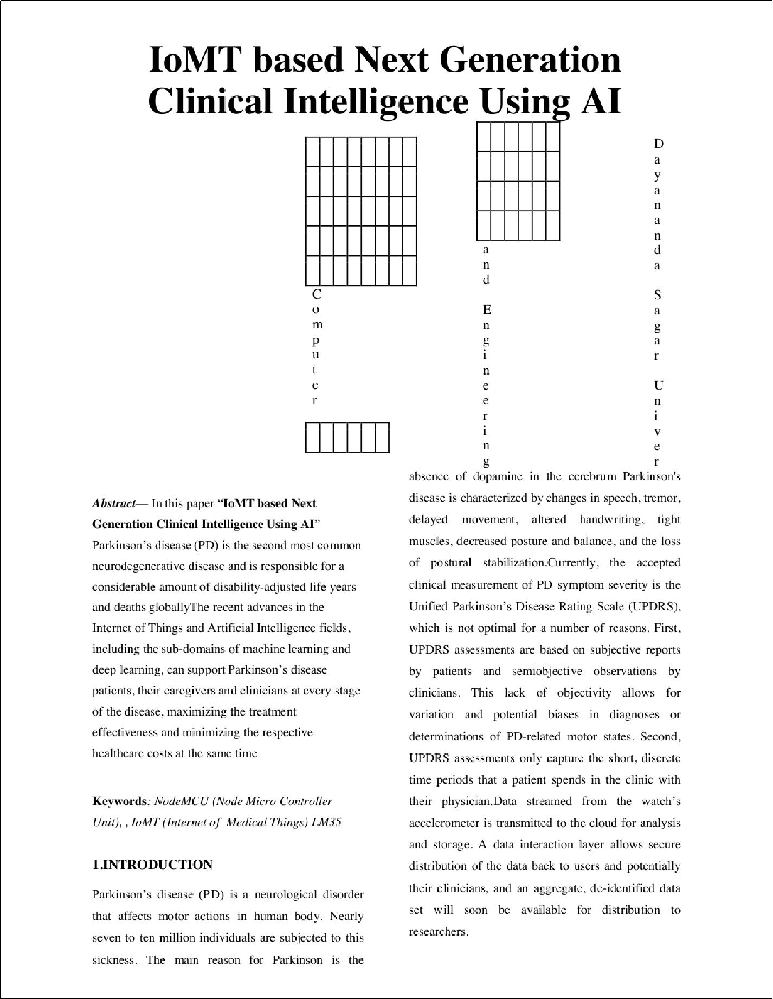 IoMT based Next Generation
Clinical Intelligence Using AI
Computer
and Engineering
Dayananda Sagar Univer
Abstract— In this paper “IoMT based Next
Generation Clinical Intelligence Using AI”
Parkinson’s disease (PD) is the second most common
neurodegenerative disease and is responsible for a
considerable amount of disability-adjusted life years
and deaths globallyThe recent advances in the
Internet of Things and Artificial Intelligence fields,
including the sub-domains of machine learning and
deep learning, can support Parkinson’s disease
patients, their caregivers and clinicians at every stage
of the disease, maximizing the treatment
effectiveness and minimizing the respective
healthcare costs at the same time
Keywords: NodeMCU (Node Micro Controller
Unit), , IoMT (Internet of Medical Things) LM35
1.INTRODUCTION
Parkinson’s disease (PD) is a neurological disorder
that affects motor actions in human body. Nearly
seven to ten million individuals are subjected to this
sickness. The main reason for Parkinson is the
absence of dopamine in the cerebrum Parkinson's
disease is characterized by changes in speech, tremor,
delayed movement, altered handwriting, tight
muscles, decreased posture and balance, and the loss
of postural stabilization.Currently, the accepted
clinical measurement of PD symptom severity is the
Unified Parkinson’s Disease Rating Scale (UPDRS),
which is not optimal for a number of reasons. First,
UPDRS assessments are based on subjective reports
by patients and semiobjective observations by
clinicians. This lack of objectivity allows for
variation and potential biases in diagnoses or
determinations of PD-related motor states. Second,
UPDRS assessments only capture the short, discrete
time periods that a patient spends in the clinic with
their physician.Data streamed from the watch’s
accelerometer is transmitted to the cloud for analysis
and storage. A data interaction layer allows secure
distribution of the data back to users and potentially
their clinicians, and an aggregate, de-identified data
set will soon be available for distribution to
researchers.